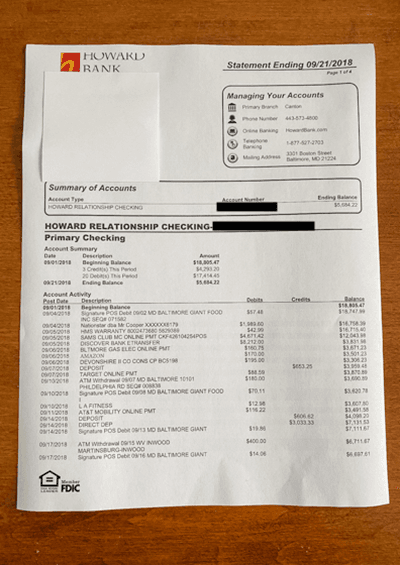 HOWARD
BANK
Statement Ending 09/21/2018
Page 1 of 4
Managing Your Accounts
Primary Branch Canton
Phone Number 443-573-4800
Online Banking HowardBank.com
Telephone Banking 1-877-527-2703
Mailing Address 3301 Boston Street
Baltimore, MD 21224
Summary of Accounts
Account Type Account Number Ending Balance
HOWARD RELATIONSHIP CHECKING $5,684.22
HOWARD RELATIONSHIP CHECKING-
Primary Checking
Account Summary
Date Description Amount
09/01/2018 Beginning Balance $18,805.47
3 Credit(s) This Period $4,293.20
20 Debit(s) This Period $17,414.45
09/21/2018 Ending Balance $5,684.22
Account Activity
Post Date Description Debits Credits Balance
09/01/2018 Beginning Balance $18,805.47
09/04/2018 Signature POS Debit 09/02 MD BALTIMORE GIANT FOOD $57.48 $18,747.99
INC SEQ# 071592
09/04/2018 Nationstar dba Mr Cooper XXXXXX6179 $1,989.60 $16,758.39
09/05/2018 HMS WARRANTY 8002473680 $42.99 $16,715.40
09/05/2018 SAMS CLUB MC ONLINE PMT $4,671.42 $12,043.98
09/05/2018 DISCOVER BANK ETRANSFER $8,212.00 $3,831.98
09/06/2018 BLTMORE GAS ELEC ONLINE PMT $160.75 $3,671.23
09/06/2018 AMAZON $170.00 $3,501.23
09/06/2018 DEVONSHIRE II CO CONS CP $195.00 $3,306.23
09/07/2018 DEPOSIT $653.25 $3,959.48
09/07/2018 TARGET ONLINE PMT $88.59 $3,870.89
09/10/2018 ATM Withdrawal 09/07 MD BALTIMORE 10101 $180.00 $3,690.89
PHILDELPHIA RD SEQ# 008838
09/10/2018 Signature POS Debit 09/08 MD BALTIMORE GIANT FOOD $70.11 $3,620.78
09/10/2018 L A FITNESS $12.98 $3,607.80
09/11/2018 AT&T MOBILITY ONLINE PMT $116.22 $3,491.58
09/14/2018 DEPOSIT $606.62 $4,098.20
09/14/2018 DIRECT DEP $3,033.33 $7,131.53
09/14/2018 Signature POS Debit 09/13 MD BALTIMORE GIANT $19.86 $7,111.67
09/17/2018 ATM Withdrawal 09/15 WV INWOOD $400.00 $6,711.67
MARTINSBURG-INWOOD
09/17/2018 Signature POS Debit 09/16 MD BALTIMORE GIANT $14.06 $6,697.61
Member
FDIC